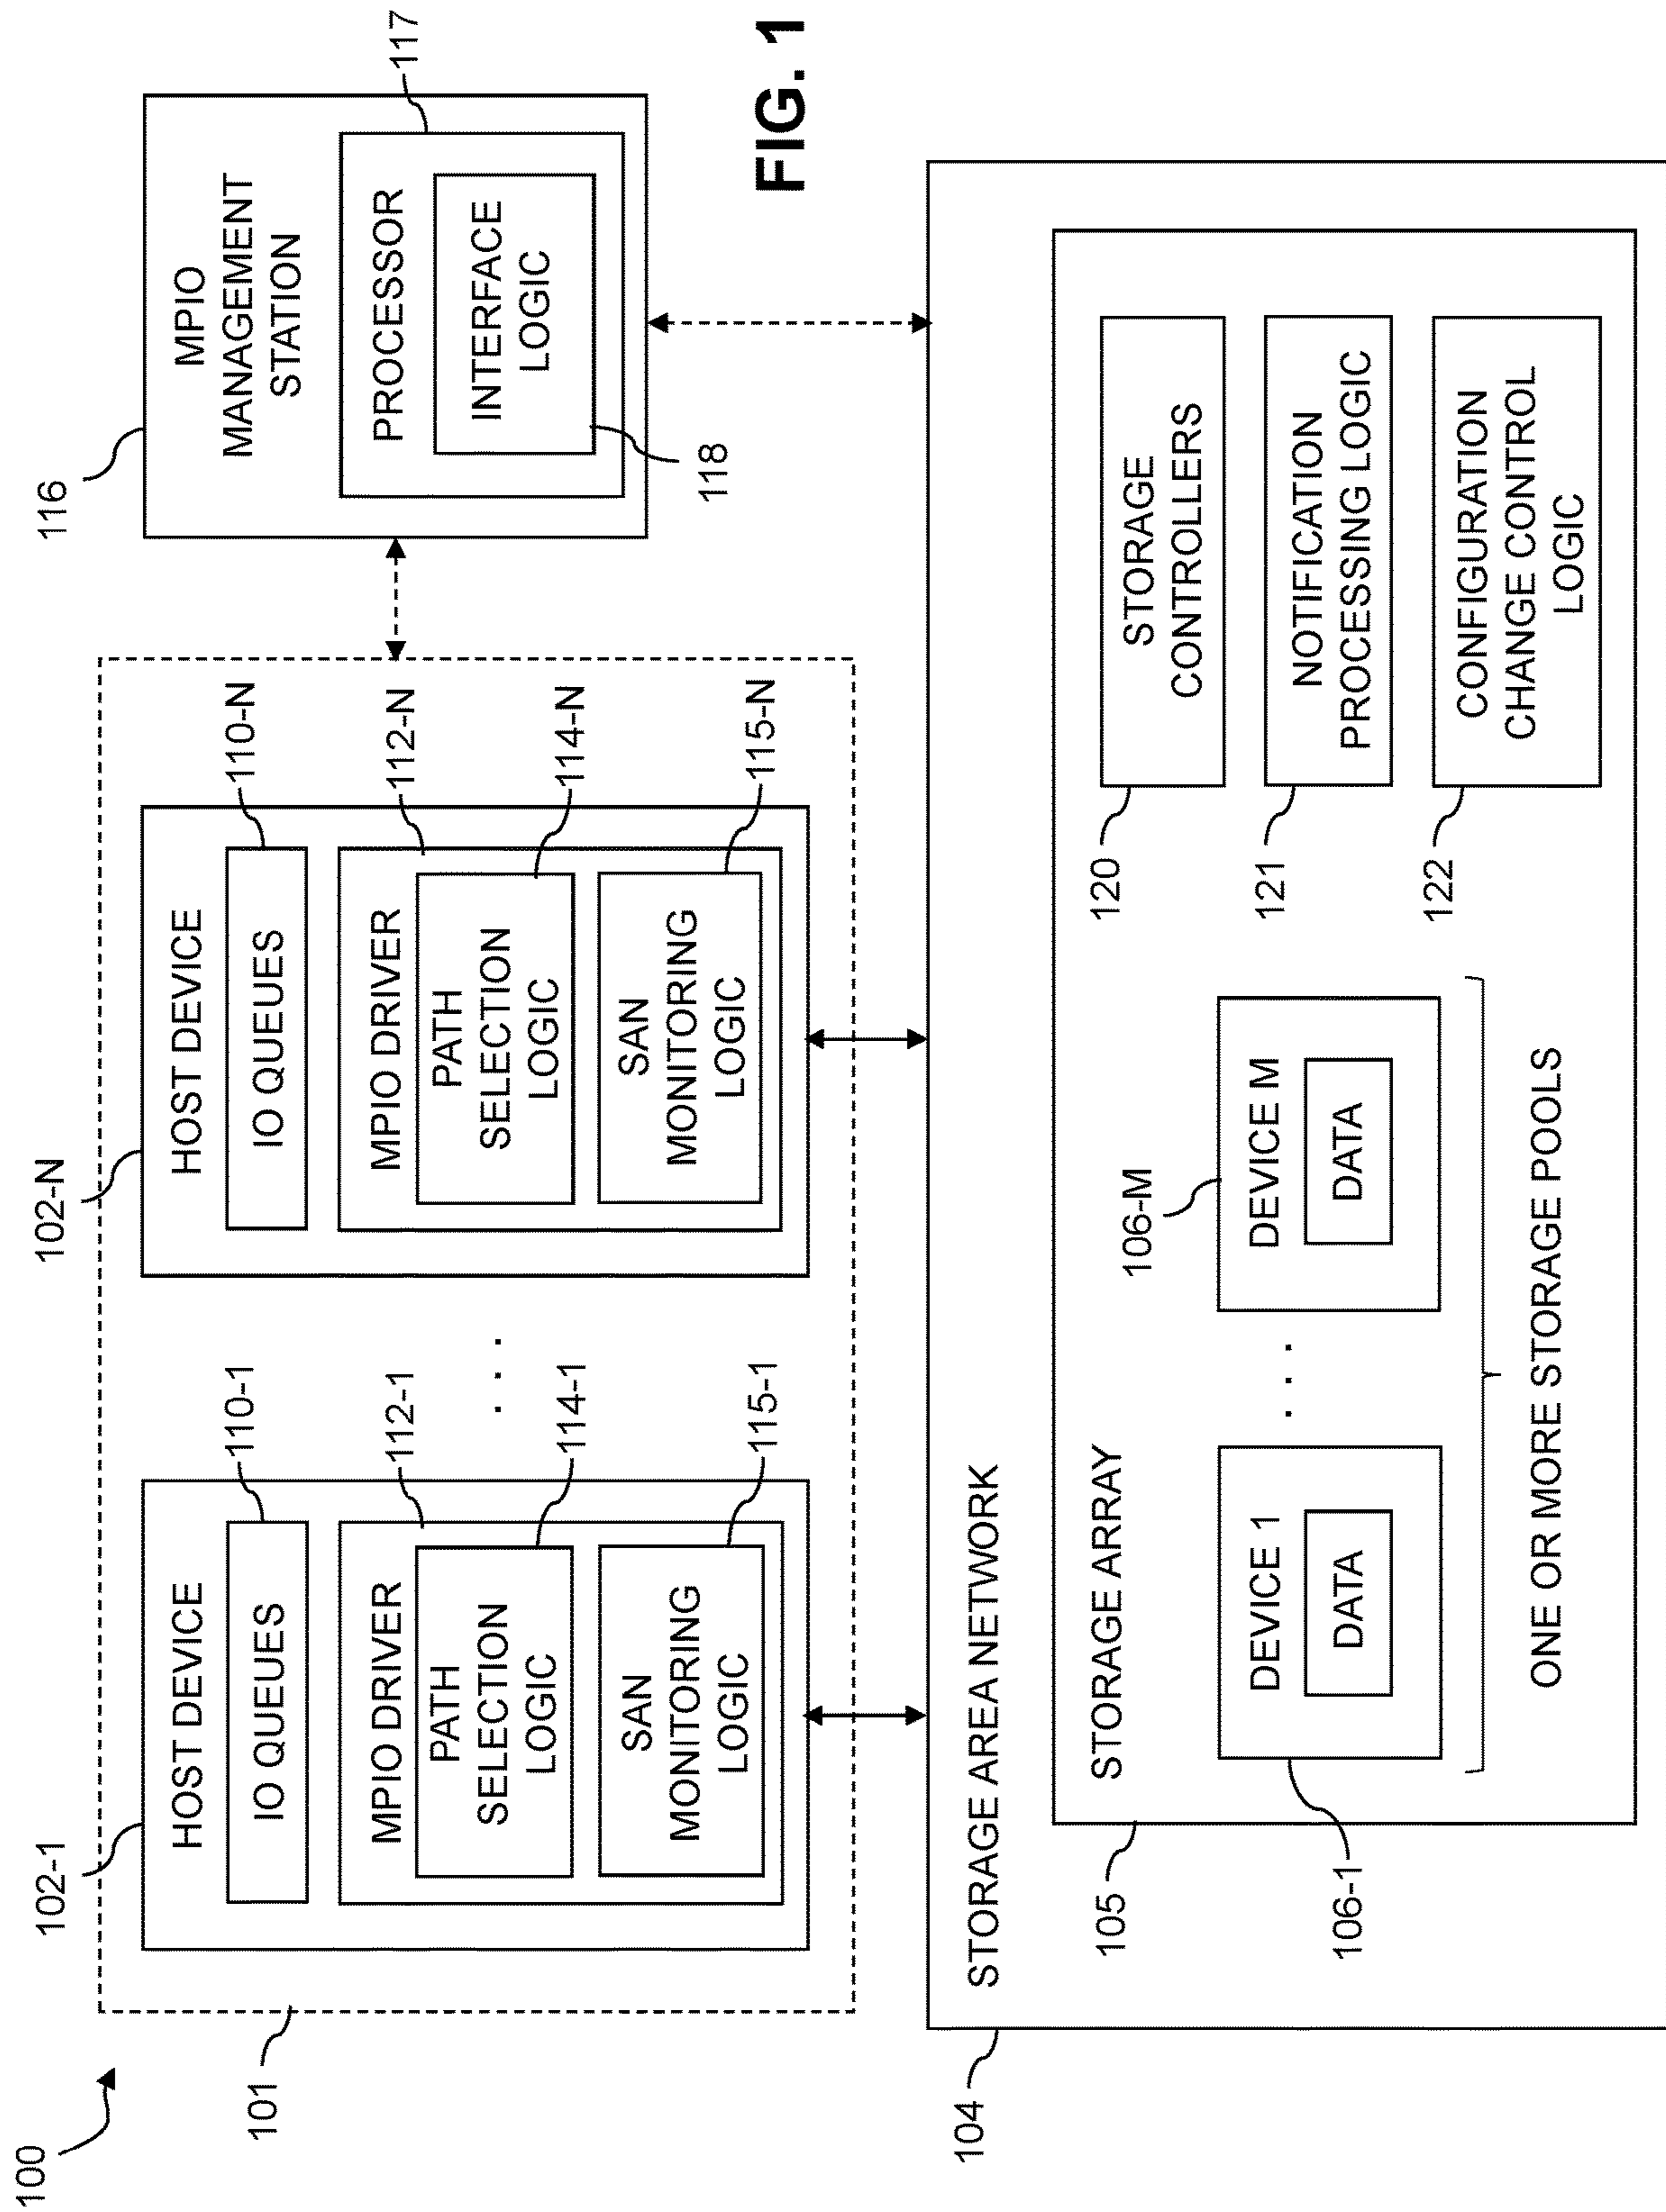 100
101
102-1
HOST DEVICE
IO QUEUES
110-1
MPIO DRIVER
112-1
PATH
SELECTION
LOGIC
114-1
SAN
MONITORING
LOGIC
115-1
. . .
102-N
HOST DEVICE
IO QUEUES
110-N
MPIO DRIVER
112-N
PATH
SELECTION
LOGIC
114-N
SAN
MONITORING
LOGIC
115-N
116
MPIO
MANAGEMENT
STATION
PROCESSOR
117
INTERFACE
LOGIC
118
104
STORAGE AREA NETWORK
105
STORAGE ARRAY
DEVICE 1
DATA
106-1
. . .
106-M
DEVICE M
DATA
ONE OR MORE STORAGE POOLS
120
STORAGE
CONTROLLERS
121
NOTIFICATION
PROCESSING LOGIC
122
CONFIGURATION
CHANGE CONTROL
LOGIC
FIG. 1